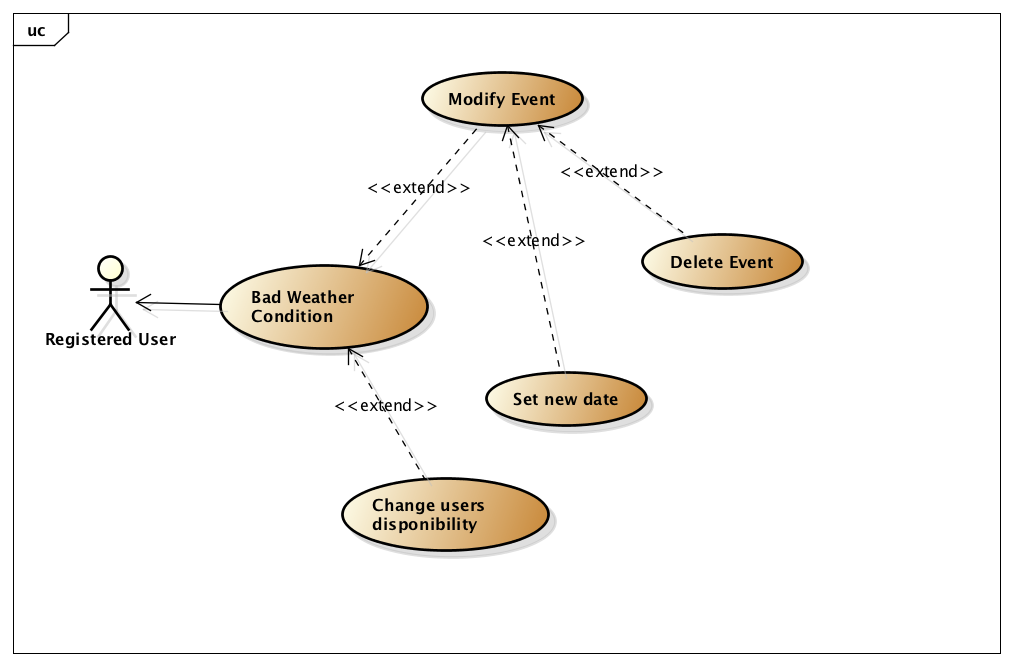 uc
Modify Event
<<extend>>
<<extend>>
<<extend>>
Delete Event
Bad Weather
Condition
Registered User
Set new date
<<extend>>
Change users
disponibility